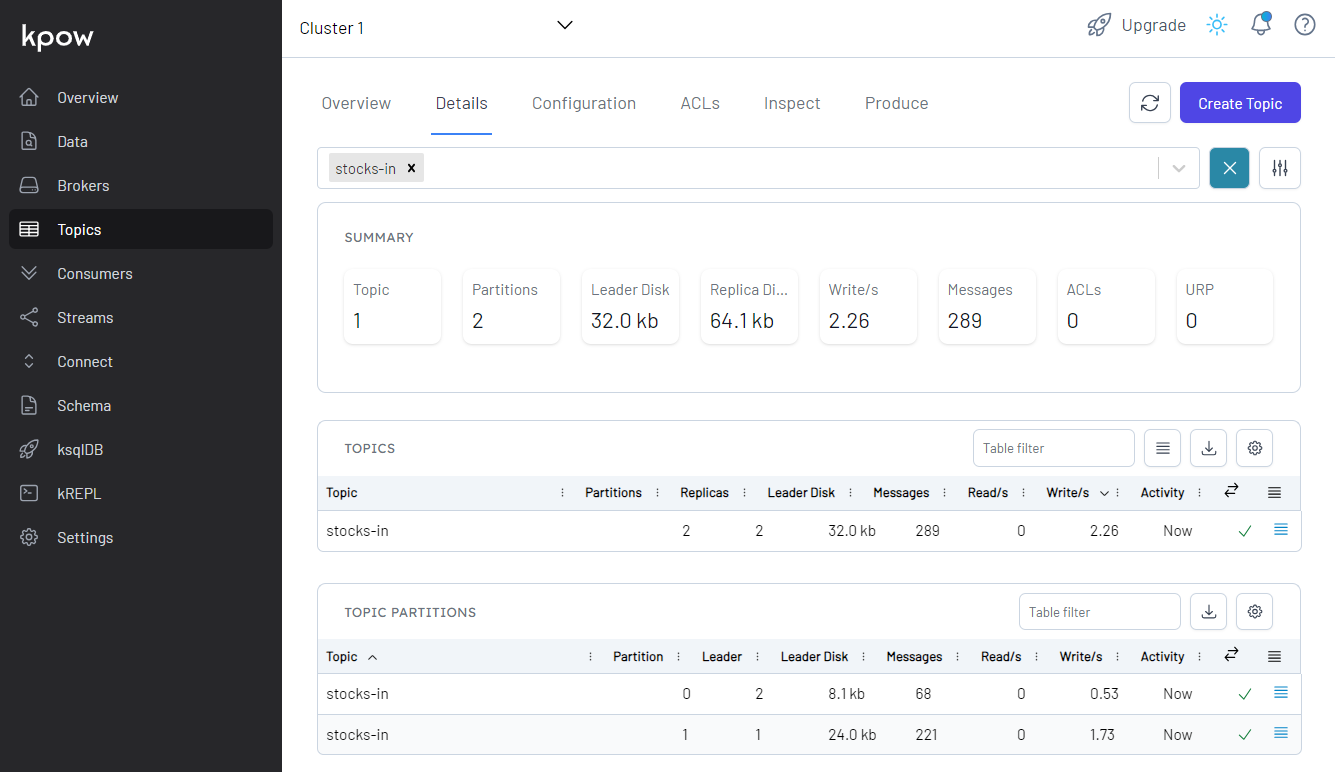 kpow
Cluster 1
Upgrade
Overview
Data
Brokers
Topics
Consumers
Streams
Connect
Schema
ksqlDB
kREPL
Settings
Overview Details Configuration ACLs Inspect Produce
Create Topic
stocks-in
SUMMARY
Topic Partitions Leader Disk Replica Di... Write/s Messages ACLs URP
1 2 32.0 kb 64.1 kb 2.26 289 0 0
TOPICS
Table filter
Topic Partitions Replicas Leader Disk Messages Read/s Write/s Activity
stocks-in 2 2 32.0 kb 289 0 2.26 Now
TOPIC PARTITIONS
Table filter
Topic Partition Leader Leader Disk Messages Read/s Write/s Activity
stocks-in 0 2 8.1 kb 68 0 0.53 Now
stocks-in 1 1 24.0 kb 221 0 1.73 Now